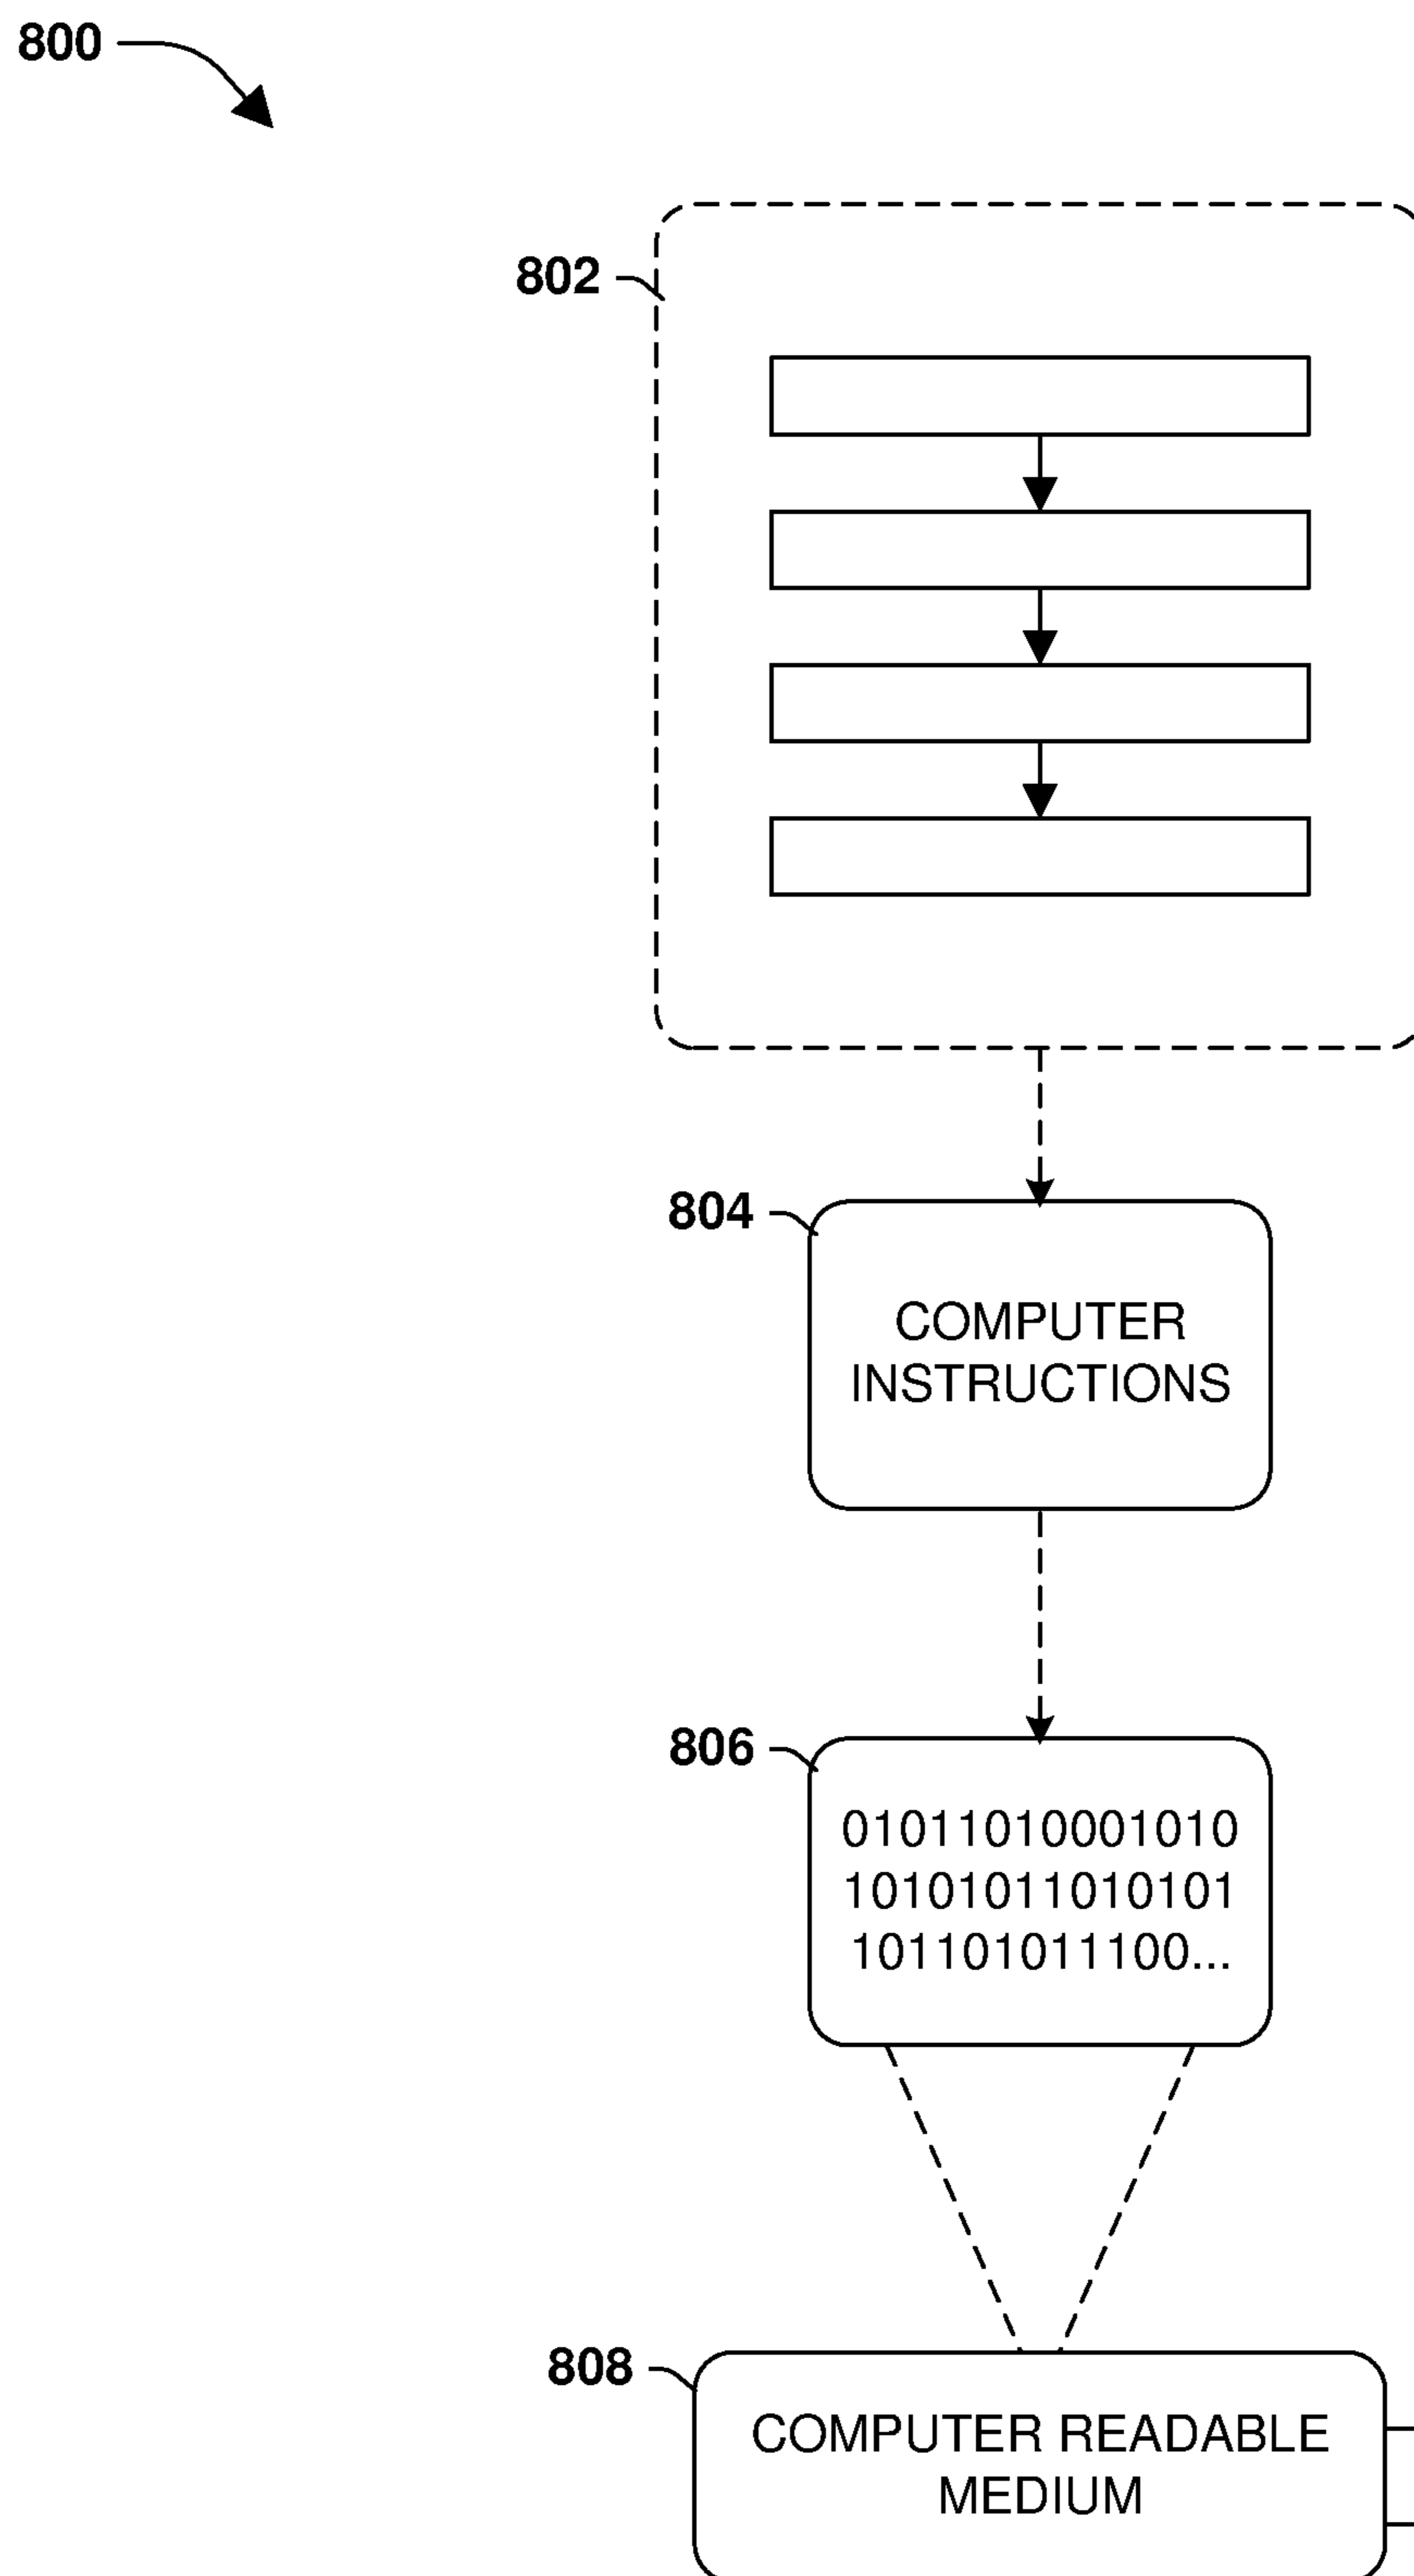 800
802
804
COMPUTER
INSTRUCTIONS
806
01011010001010
10101011010101
101101011100...
808
COMPUTER READABLE
MEDIUM